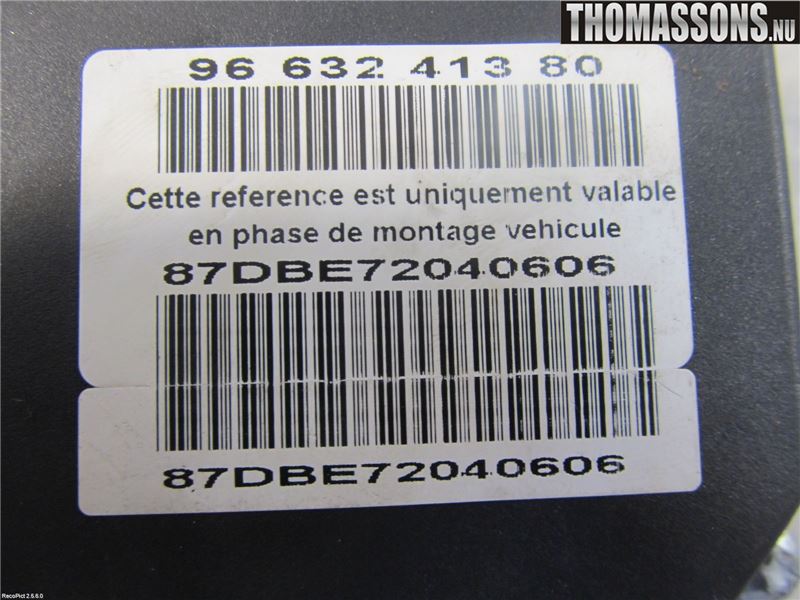 THOMASSONS.NU
96 632 413 80
Cette reference est uniquement valable
en phase de montage vehicule
87DBE72040606
87DBE72040606
RecoPict 2.5.6.0